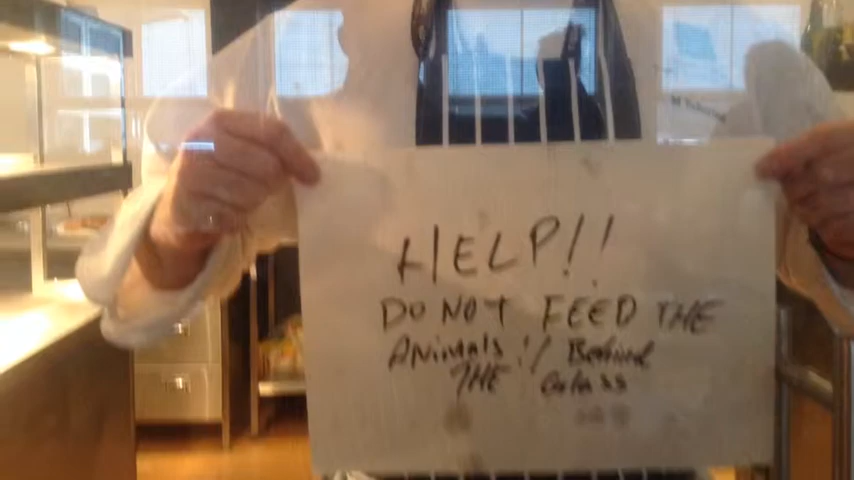 HELP!!
DO NOT FEED THE
ANimals!! Behind
THE Glass